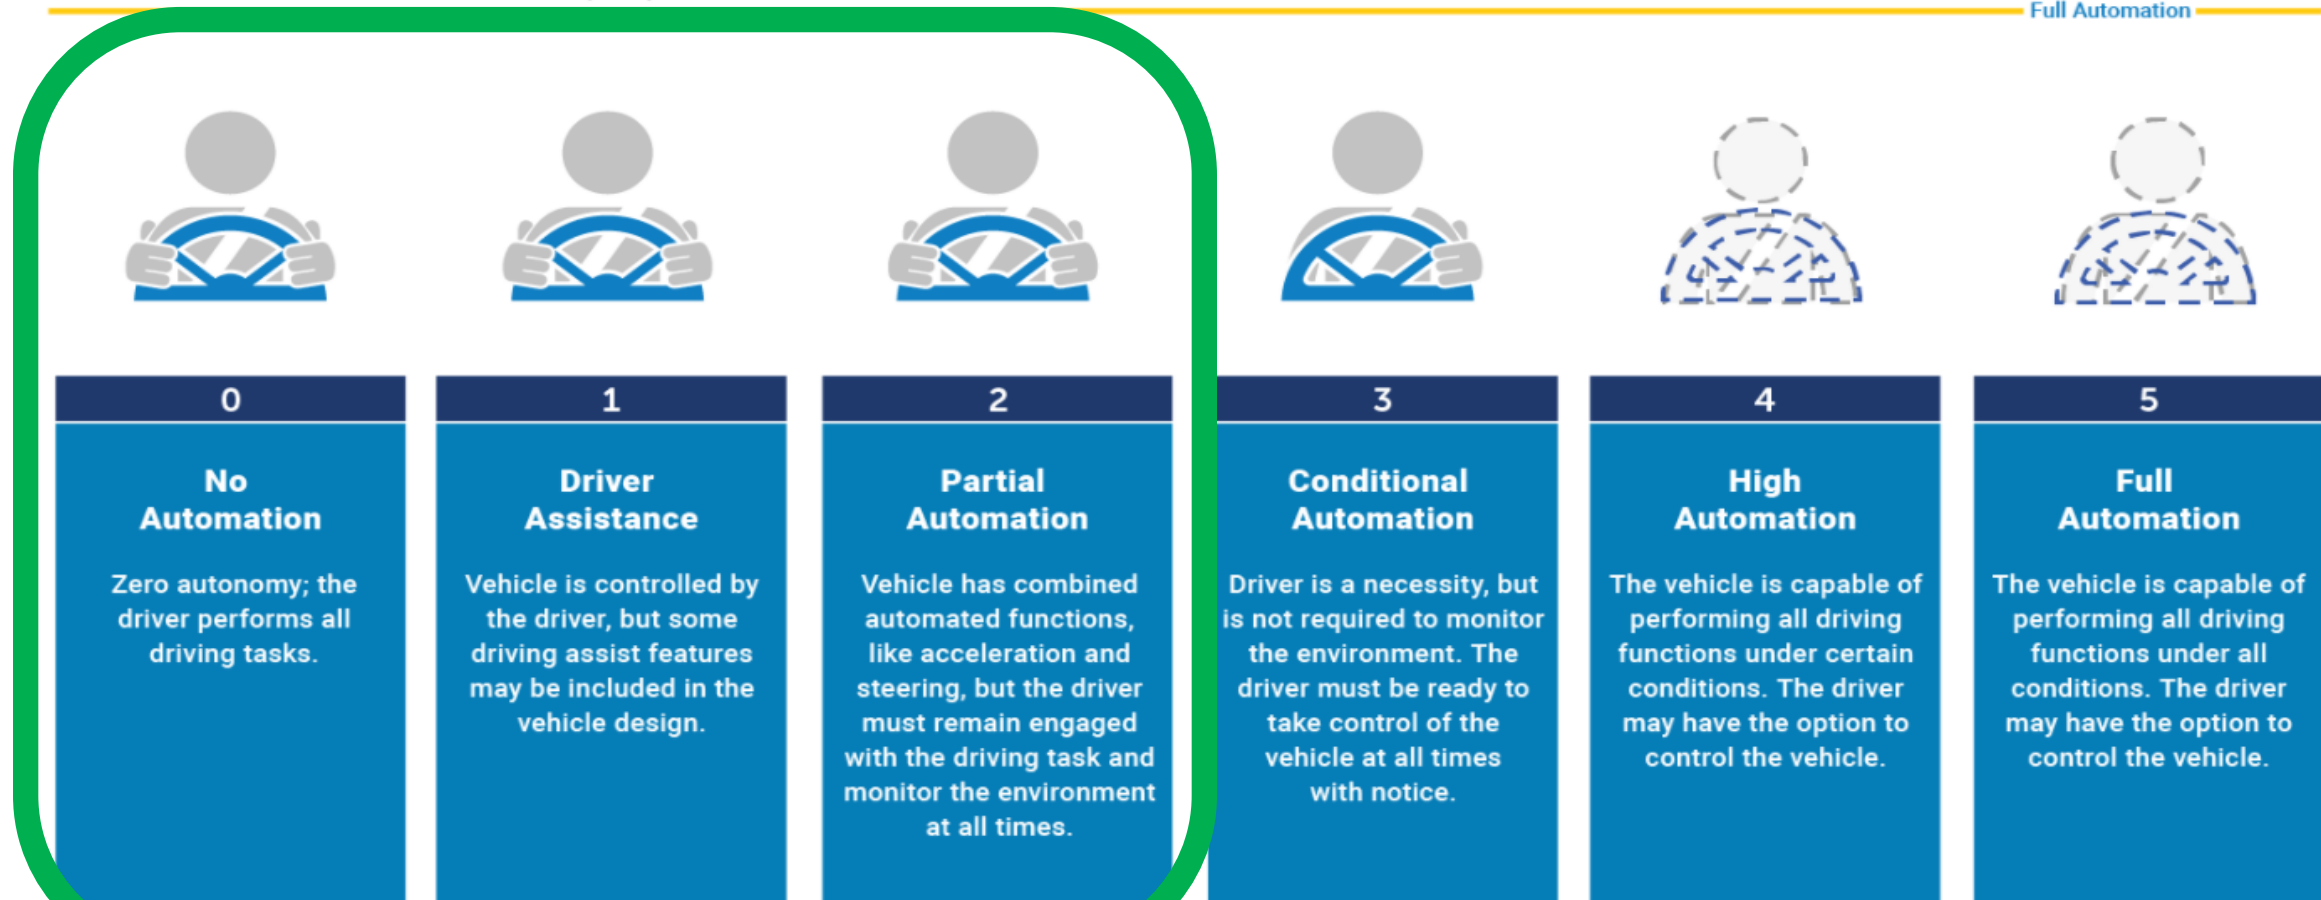 Full Automation
0
No
Automation
Zero autonomy; the
driver performs all
driving tasks.
1
Driver
Assistance
Vehicle is controlled by
the driver, but some
driving assist features
may be included in the
vehicle design.
2
Partial
Automation
Vehicle has combined
automated functions,
like acceleration and
steering, but the driver
must remain engaged
with the driving task and
monitor the environment
at all times.
3
Conditional
Automation
Driver is a necessity, but
is not required to monitor
the environment. The
driver must be ready to
take control of the
vehicle at all times
with notice.
4
High
Automation
The vehicle is capable of
performing all driving
functions under certain
conditions. The driver
may have the option to
control the vehicle.
5
Full
Automation
The vehicle is capable of
performing all driving
functions under all
conditions. The driver
may have the option to
control the vehicle.